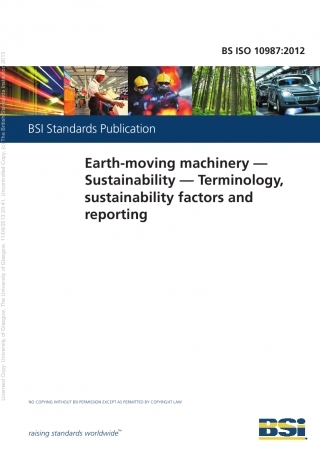 BS ISO 10987:2012
BSI Standards Publication
Earth-moving machinery —
Sustainability — Terminology,
sustainability factors and
reporting
NO COPYING WITHOUT BSI PERMISSION EXCEPT AS PERMITTED BY COPYRIGHT LAW
raising standards worldwide™
BSi